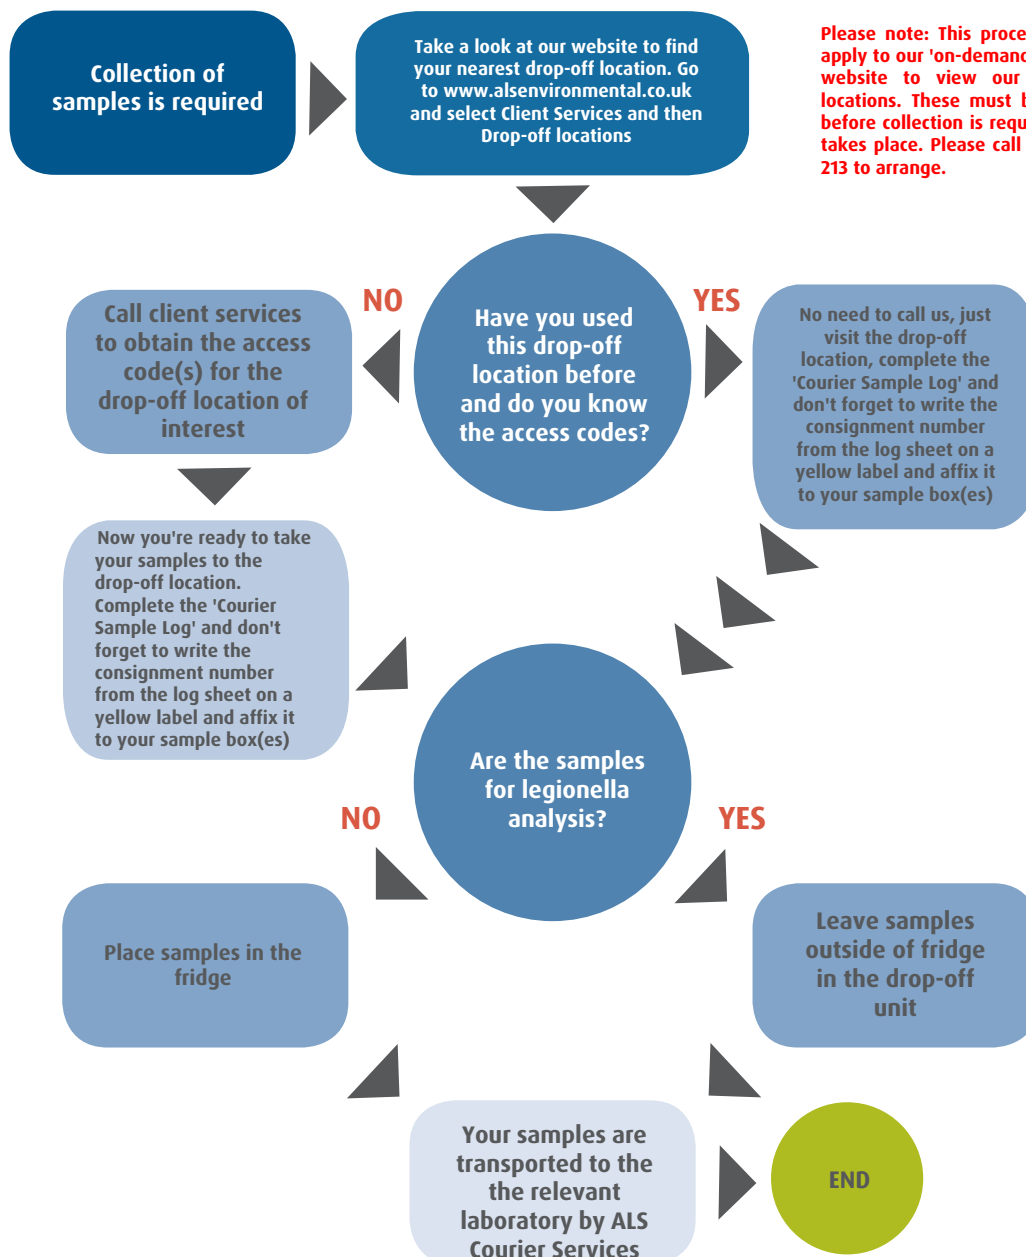 Collection of
samples is required
Take a look at our website to find
your nearest drop-off location. Go
to www.alsenvironmental.co.uk
and select Client Services and then
Drop-off locations
Please note: This proce
apply to our 'on-demand
website to view our
locations. These must b
before collection is requ
takes place. Please call
213 to arrange.
Have you used
this drop-off
location before
and do you know
the access codes?
NO
YES
Call client services
to obtain the access
code(s) for the
drop-off location of
interest
No need to call us, just
visit the drop-off
location, complete the
'Courier Sample Log' and
don't forget to write the
consignment number
from the log sheet on a
yellow label and affix it
to your sample box(es)
Now you're ready to take
your samples to the
drop-off location.
Complete the 'Courier
Sample Log' and don't
forget to write the
consignment number
from the log sheet on a
yellow label and affix it
to your sample box(es)
Are the samples
for legionella
analysis?
NO
YES
Place samples in the
fridge
Leave samples
outside of fridge
in the drop-off
unit
Your samples are
transported to the
the relevant
laboratory by ALS
Courier Services
END